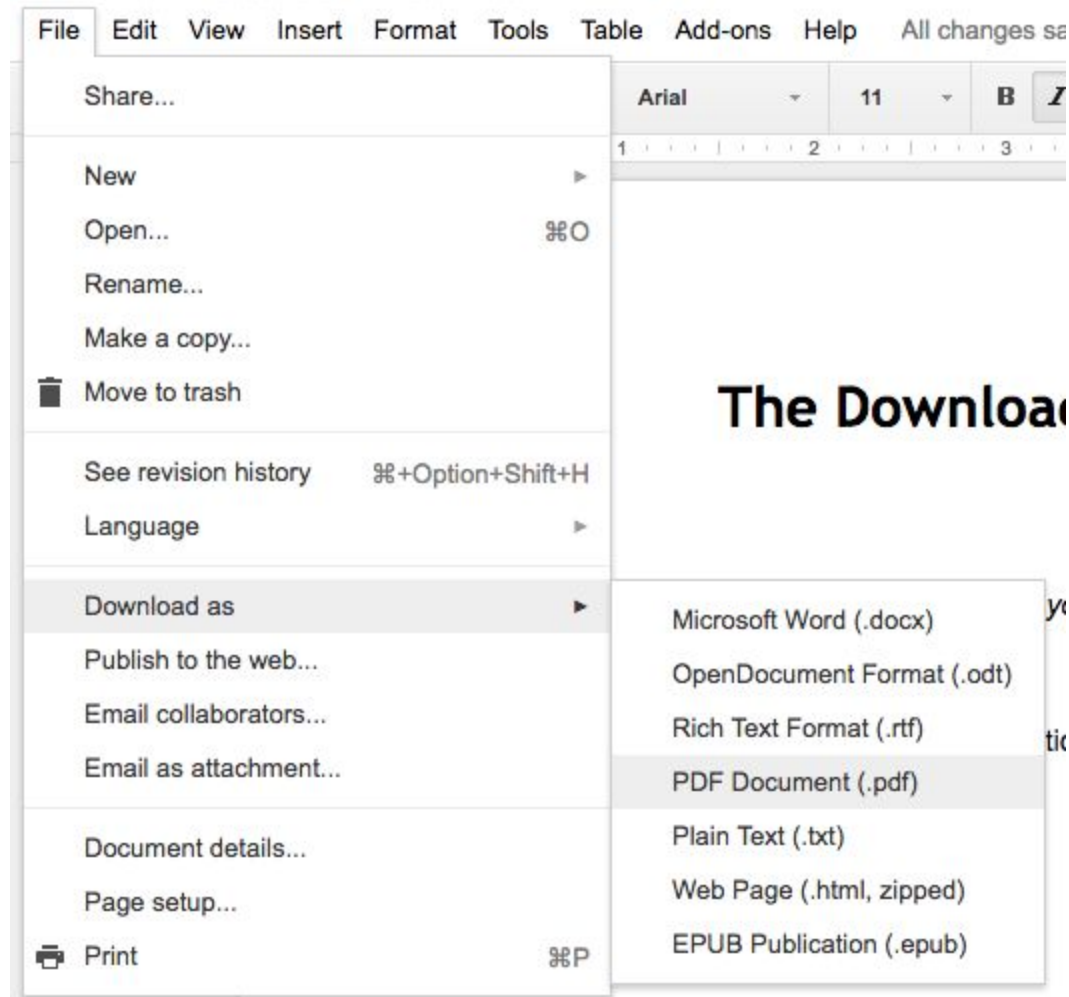 File Edit View Insert Format Tools Table Add-ons Help All changes sa
Arial 11 B I
1 2 3
Share...
New
Open... ⌘O
Rename...
Make a copy...
Move to trash
See revision history ⌘+Option+Shift+H
Language
Download as
Publish to the web...
Email collaborators...
Email as attachment...
Document details...
Page setup...
Print ⌘P
Microsoft Word (.docx)
OpenDocument Format (.odt)
Rich Text Format (.rtf)
PDF Document (.pdf)
Plain Text (.txt)
Web Page (.html, zipped)
EPUB Publication (.epub)
The Downloa